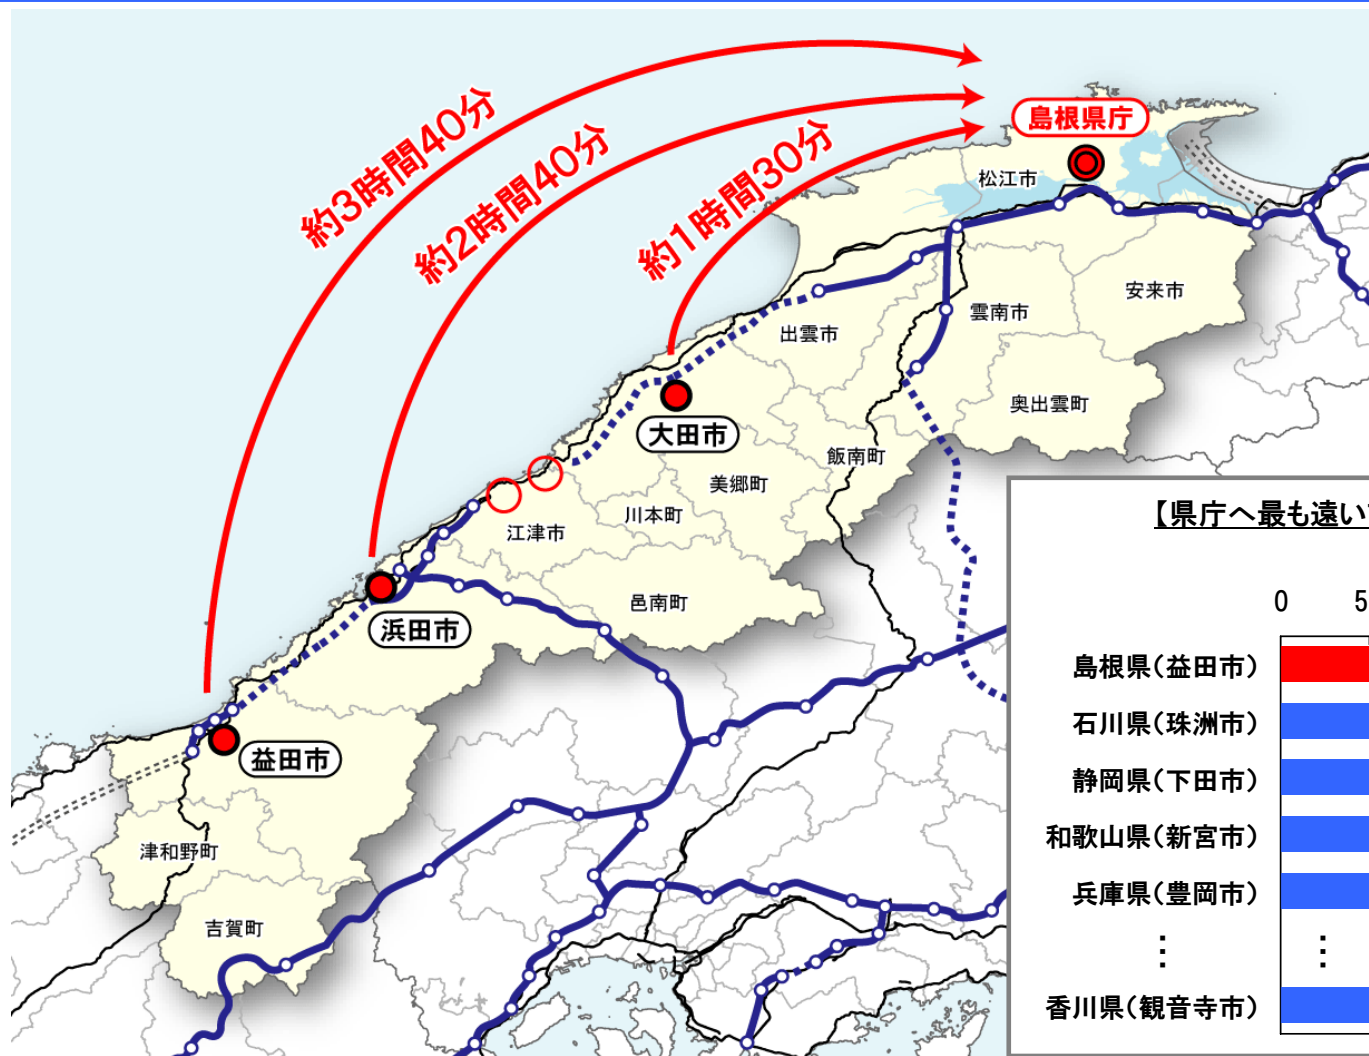 約3時間40分
約2時間40分
約1時間30分
島根県庁
松江市
安来市
雲南市
出雲市
奥出雲町
大田市
飯南町
美郷町
川本町
江津市
邑南町
浜田市
益田市
津和野町
吉賀町
【県庁へ最も遠い
0 5
島根県(益田市)
石川県(珠洲市)
静岡県(下田市)
和歌山県(新宮市)
兵庫県(豊岡市)
： ：
香川県(観音寺市)